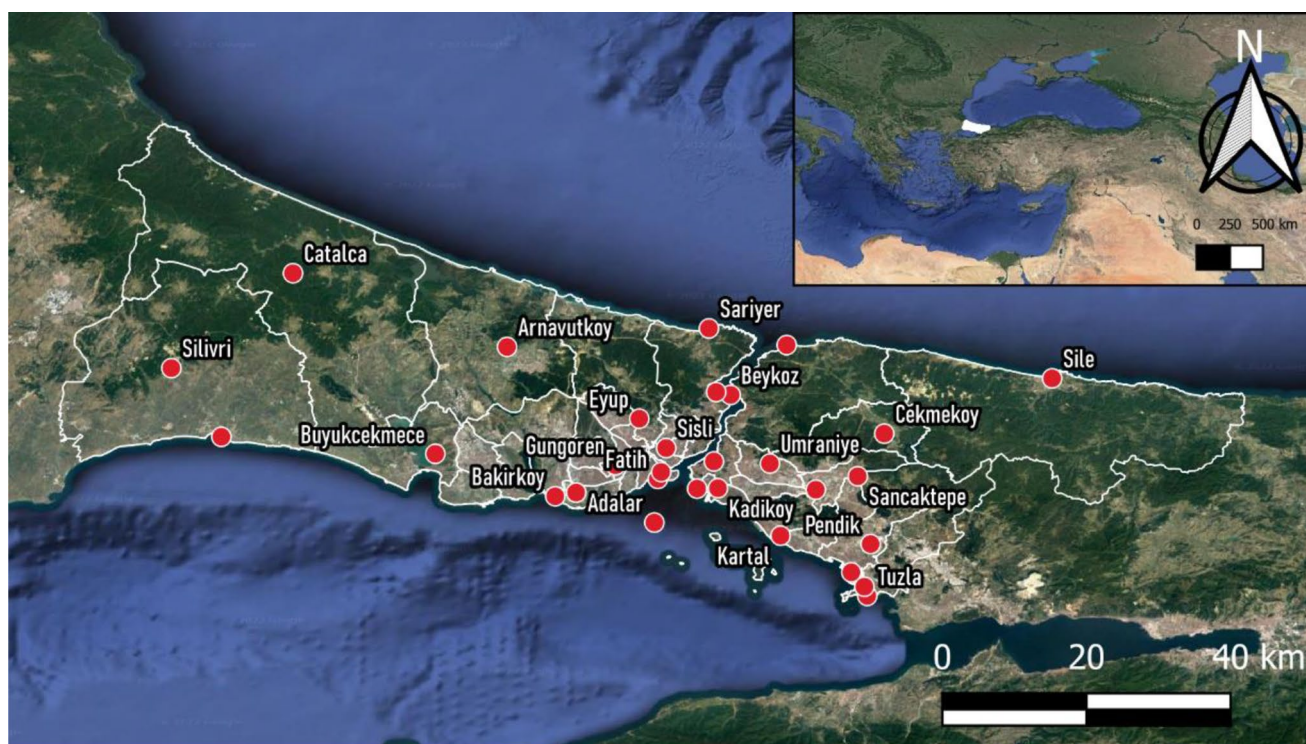 N
0 250 500 km
Catalca
Sariyer
Arnavutkoy
Silivri
Sile
Beykoz
Eyup
Cekmekoy
Buyukcekmece
Sisli
Gungoren
Umraniye
Fatih
Bakirkoy
Sancaktepe
Adalar
Kadikoy
Pendik
Kartal
Tuzla
0 20 40 km